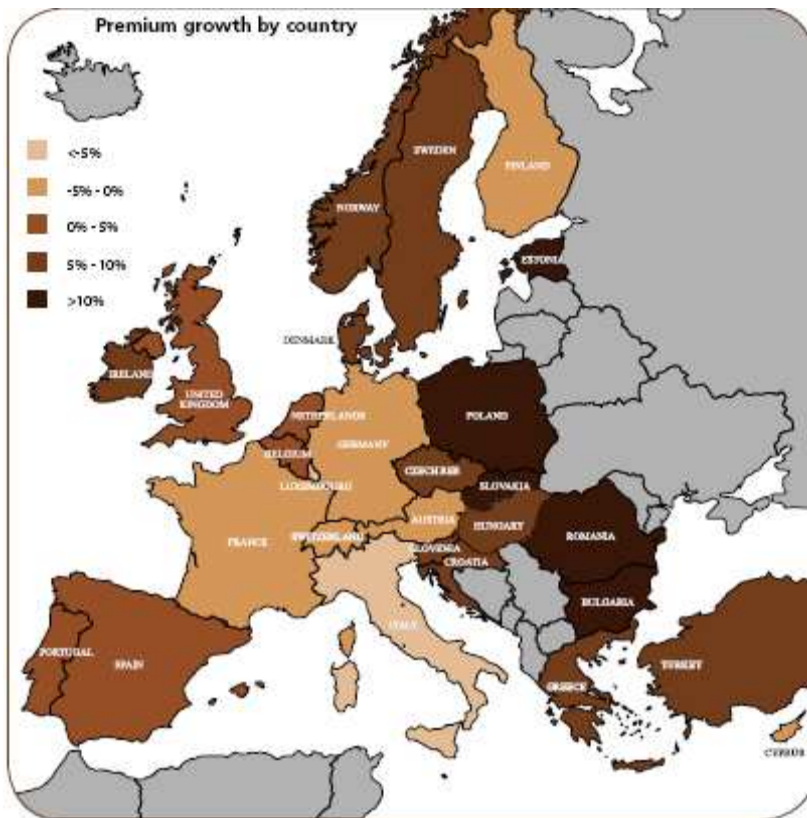 Premium growth by country
<-5%
-5% - 0%
0% - 5%
5% - 10%
>10%
SWEDEN
FINLAND
NORWAY
ESTONIA
DENMARK
IRELAND
UNITED
KINGDOM
NETHERLANDS
POLAND
GERMANY
BELGIUM
CZECH REP
LUXEMBOURG
SLOVAKIA
AUSTRIA
HUNGARY
FRANCE
SWITZERLAND
ROMANIA
SLOVENIA
CROATIA
BULGARIA
ITALY
PORTUGAL
SPAIN
TURKEY
GREECE
CYPRUS